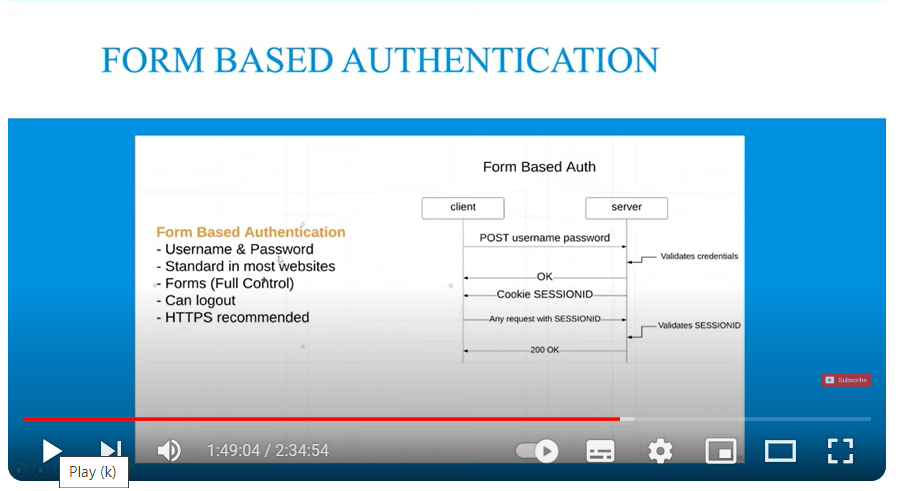 FORM BASED AUTHENTICATION
Form Based Auth
client
server
Form Based Authentication
- Username & Password
- Standard in most websites
- Forms (Full Control)
- Can logout
- HTTPS recommended
POST username password
Validates credentials
OK
Cookie SESSIONID
Any request with SESSIONID
Validates SESSIONID
200 OK
Subscribe
1:49:04 / 2:34:54
Play (k)